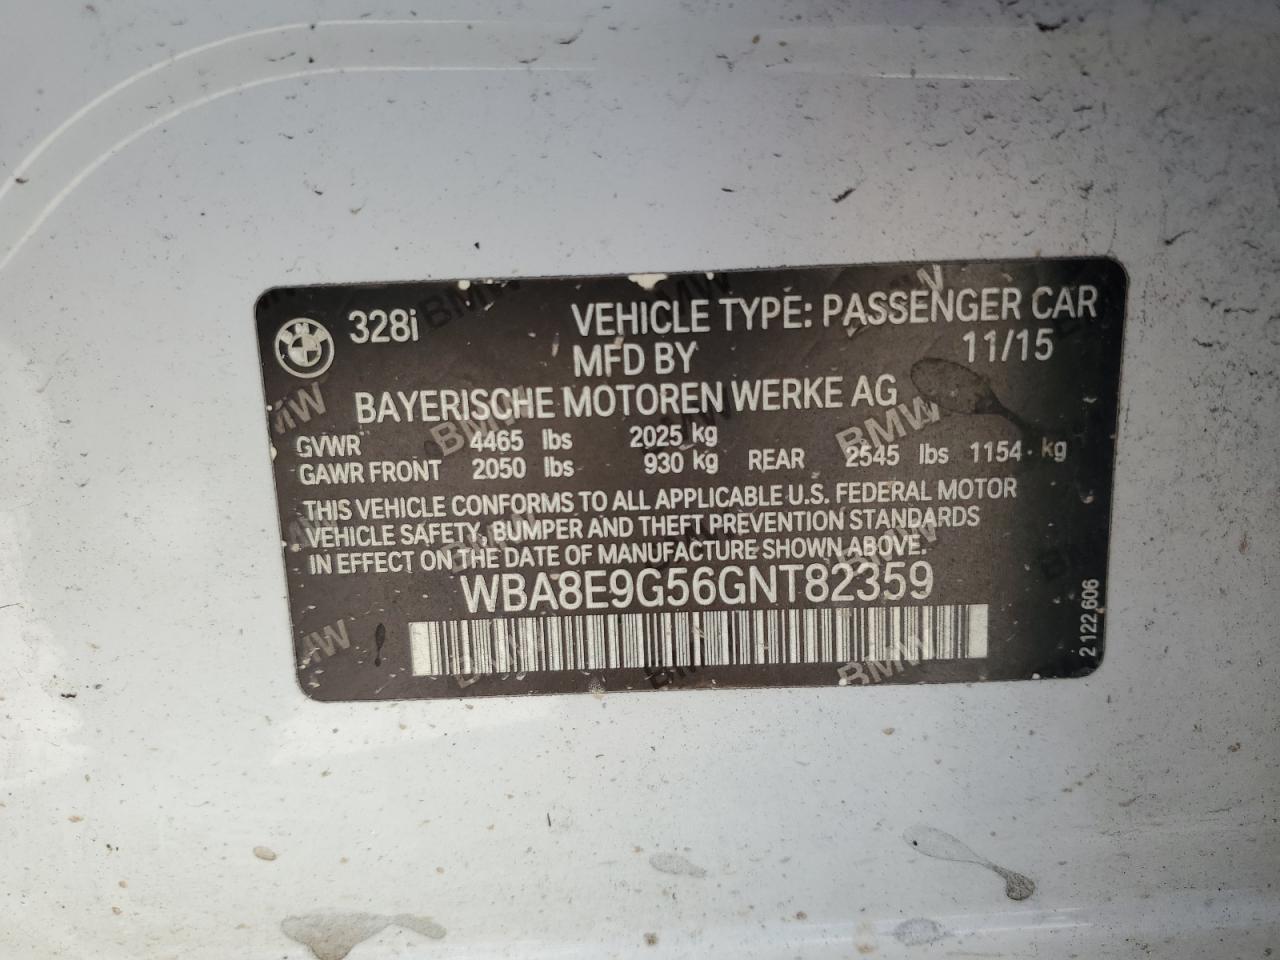 328i VEHICLE TYPE: PASSENGER CAR
MFD BY 11/15
BAYERISCHE MOTOREN WERKE AG
GVWR 4465 lbs 2025 kg
GAWR FRONT 2050 lbs 930 kg REAR 2545 lbs 1154 kg
THIS VEHICLE CONFORMS TO ALL APPLICABLE U.S. FEDERAL MOTOR
VEHICLE SAFETY, BUMPER AND THEFT PREVENTION STANDARDS
IN EFFECT ON THE DATE OF MANUFACTURE SHOWN ABOVE.
WBA8E9G56GNT82359
2 122 606